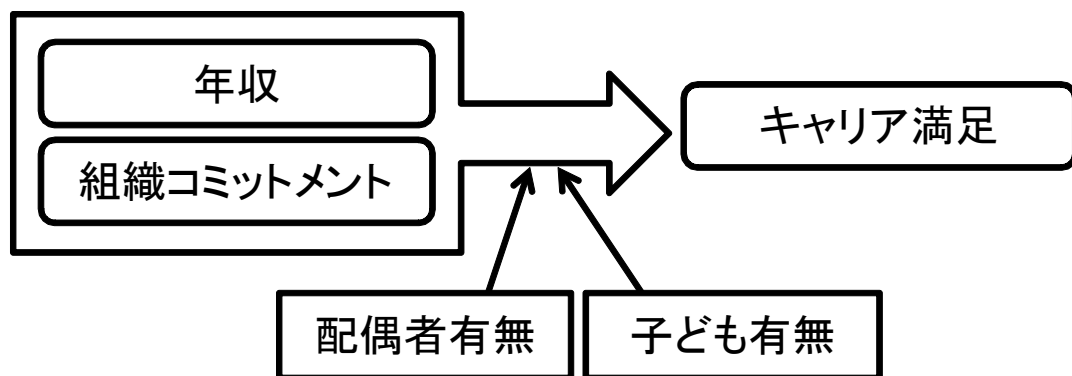 年収
組織コミットメント
キャリア満足
配偶者有無
子ども有無